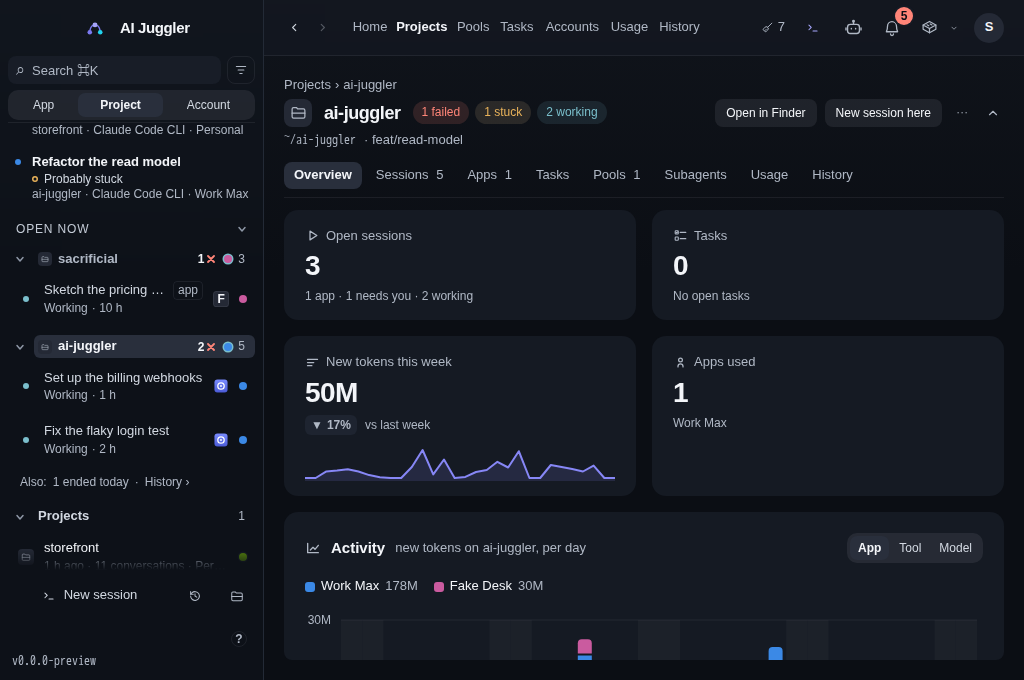 AI Juggler
Search ⌘K
App Project Account
storefront · Claude Code CLI · Personal
Refactor the read model
Probably stuck
ai-juggler · Claude Code CLI · Work Max
OPEN NOW
sacrificial 1 3
Sketch the pricing … app F
Working · 10 h
ai-juggler 2 5
Set up the billing webhooks
Working · 1 h
Fix the flaky login test
Working · 2 h
Also: 1 ended today · History ›
Projects 1
storefront
1 h ago · 11 conversations · Per…
New session
?
v0.0.0-preview
Home Projects Pools Tasks Accounts Usage History 7 5 S
Projects › ai-juggler
ai-juggler 1 failed 1 stuck 2 working Open in Finder New session here ···
~/ai-juggler · feat/read-model
Overview Sessions 5 Apps 1 Tasks Pools 1 Subagents Usage History
Open sessions
3
1 app · 1 needs you · 2 working
Tasks
0
No open tasks
New tokens this week
50M
▼ 17% vs last week
Apps used
1
Work Max
Activity new tokens on ai-juggler, per day App Tool Model
Work Max 178M Fake Desk 30M
30M